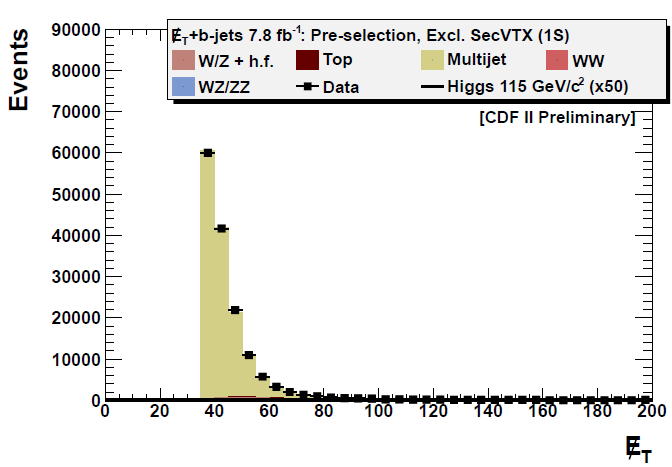 Events
E̸T+b-jets 7.8 fb-1: Pre-selection, Excl. SecVTX (1S)
W/Z + h.f. Top Multijet WW
WZ/ZZ Data Higgs 115 GeV/c2 (x50)
[CDF II Preliminary]
90000
80000
70000
60000
50000
40000
30000
20000
10000
0
0 20 40 60 80 100 120 140 160 180 200
E̸T